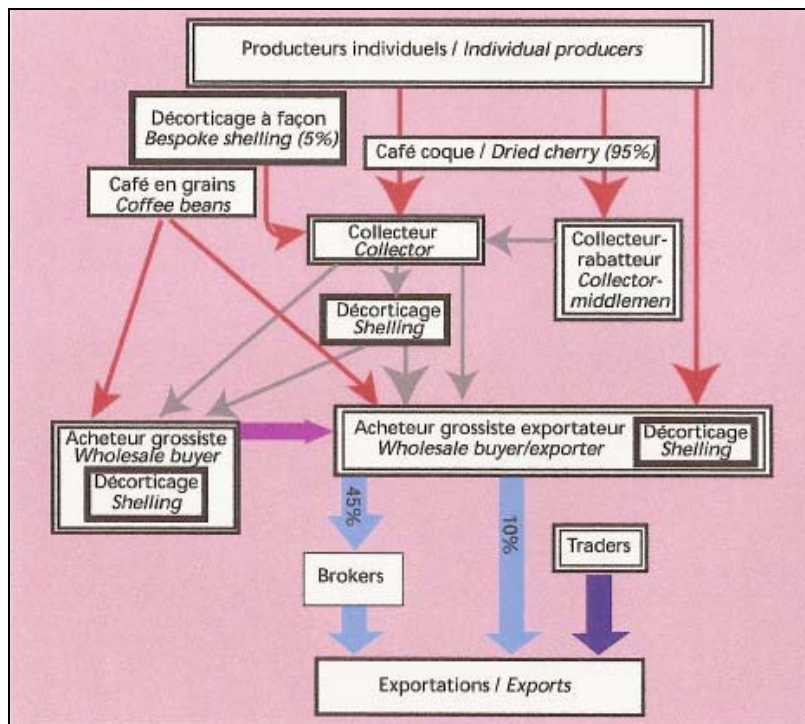 Producteurs individuels / Individual producers
Décorticage à façon
Bespoke shelling (5%)
Café coque / Dried cherry (95%)
Café en grains
Coffee beans
Collecteur
Collector
Collecteur-
rabatteur
Collector-
middlemen
Décorticage
Shelling
Acheteur grossiste
Wholesale buyer
Décorticage
Shelling
Acheteur grossiste exportateur
Wholesale buyer/exporter
Décorticage
Shelling
45%
10%
Brokers
Traders
Exportations / Exports